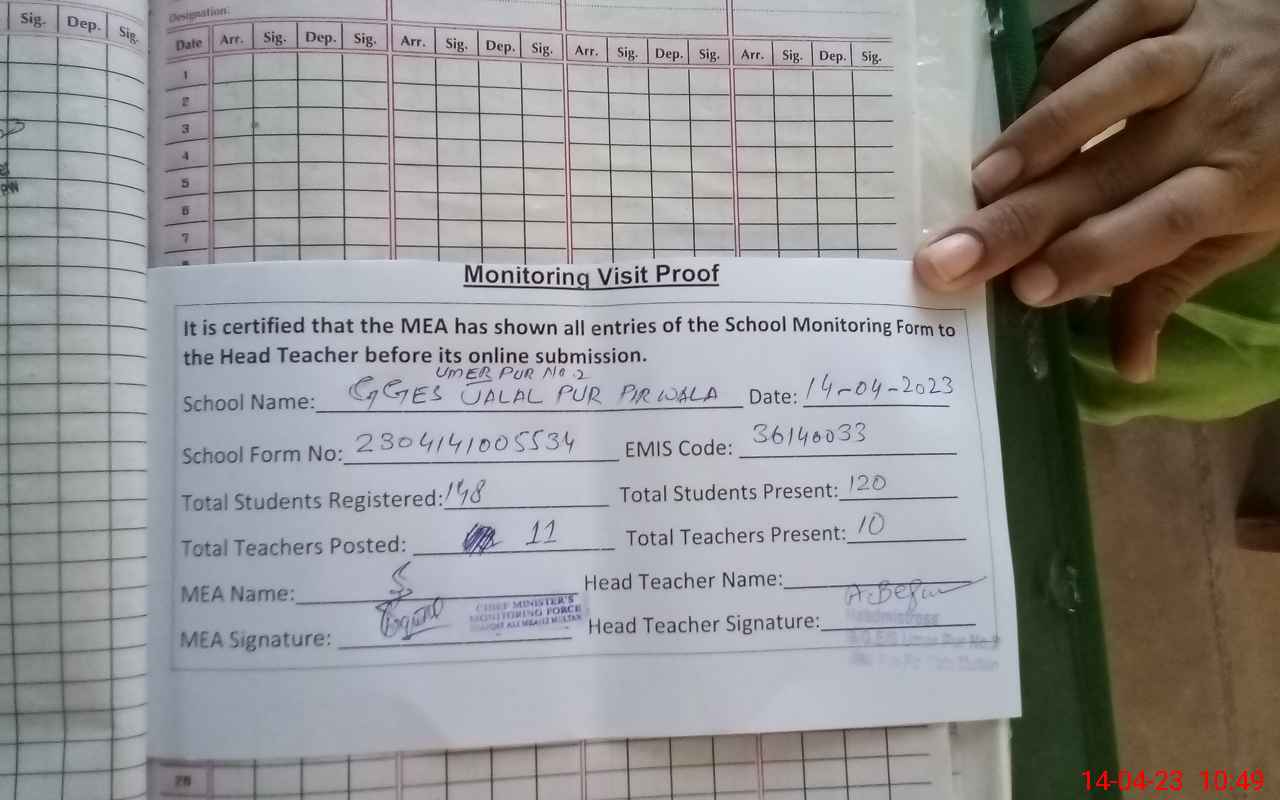 Sig. Dep. Sig.
Designation:
Date Arr. Sig. Dep. Sig. Arr. Sig. Dep. Sig. Arr. Sig. Dep. Sig. Arr. Sig. Dep. Sig.
1
2
3
4
5
6
7
Monitoring Visit Proof
It is certified that the MEA has shown all entries of the School Monitoring Form to
the Head Teacher before its online submission.
UMER PUR No. 2
School Name: GGES JALAL PUR PIRWALA Date: 14-04-2023
School Form No: 2304141005534 EMIS Code: 36140033
Total Students Registered: 148 Total Students Present: 120
Total Teachers Posted: 11 Total Teachers Present: 10
MEA Name: Head Teacher Name:
CHIEF MINISTER'S
MONITORING FORCE
MEA Signature: Head Teacher Signature:
Headmistress
14-04-23 10:49